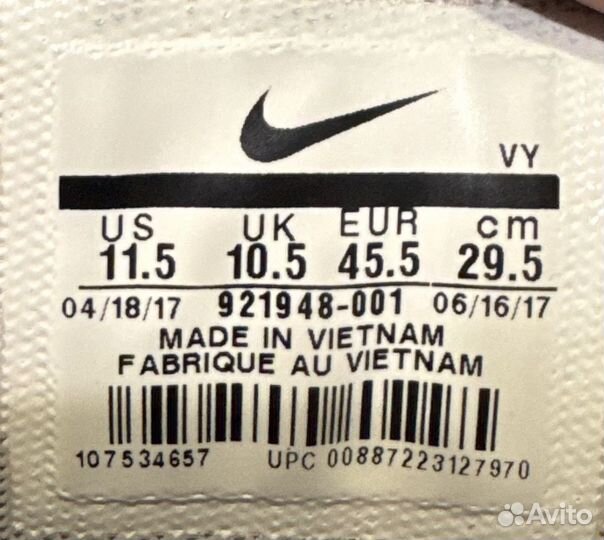 VY
US UK EUR cm
11.5 10.5 45.5 29.5
04/18/17 921948-001 06/16/17
MADE IN VIETNAM
FABRIQUE AU VIETNAM
107534657 UPC 00887223127970
Avito